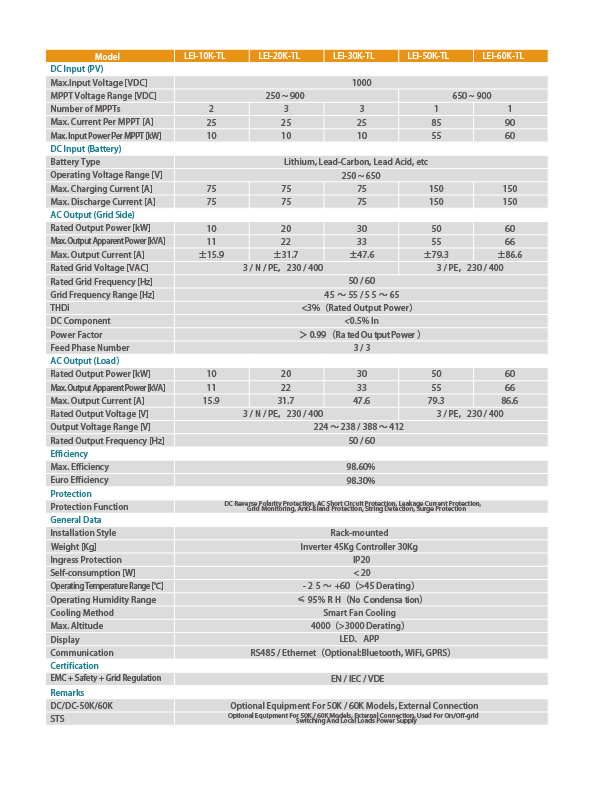 Model LEI-10K-TL LEI-20K-TL LEI-30K-TL LEI-50K-TL LEI-60K-TL
DC Input (PV)
Max.Input Voltage [VDC] 1000
MPPT Voltage Range [VDC] 250～900 650～900
Number of MPPTs 2 3 3 1 1
Max. Current Per MPPT [A] 25 25 25 85 90
Max. Input Power Per MPPT [kW] 10 10 10 55 60
DC Input (Battery)
Battery Type Lithium, Lead-Carbon, Lead Acid, etc
Operating Voltage Range [V] 250～650
Max. Charging Current [A] 75 75 75 150 150
Max. Discharge Current [A] 75 75 75 150 150
AC Output (Grid Side)
Rated Output Power [kW] 10 20 30 50 60
Max. Output Apparent Power [kVA] 11 22 33 55 66
Max. Output Current [A] ±15.9 ±31.7 ±47.6 ±79.3 ±86.6
Rated Grid Voltage [VAC] 3 / N / PE，230 / 400 3 / PE，230 / 400
Rated Grid Frequency [Hz] 50 / 60
Grid Frequency Range [Hz] 45 ～ 55 / 5 5 ～ 65
THDi <3%（Rated Output Power）
DC Component <0.5% In
Power Factor ＞ 0.99（Ra ted Ou tput Power ）
Feed Phase Number 3 / 3
AC Output (Load）
Rated Output Power [kW] 10 20 30 50 60
Max. Output Apparent Power [kVA] 11 22 33 55 66
Max. Output Current [A] 15.9 31.7 47.6 79.3 86.6
Rated Output Voltage [V] 3 / N / PE，230 / 400 3 / PE，230 / 400
Output Voltage Range [V] 224 ～ 238 / 388 ～ 412
Rated Output Frequency [Hz] 50 / 60
Efficiency
Max. Efficiency 98.60%
Euro Efficiency 98.30%
Protection
Protection Function DC Reverse Polarity Protection, AC Short Circuit Protection, Leakage Current Protection,
Grid Monitoring, Anti-Bland Protection, String Detection, Surge Protection
General Data
Installation Style Rack-mounted
Weight [Kg] Inverter 45Kg Controller 30Kg
Ingress Protection IP20
Self-consumption [W] < 20
Operating Temperature Range [°C] - 2 5 ～ +60（>45 Derating）
Operating Humidity Range ≤ 95% R H（No Condensa tion）
Cooling Method Smart Fan Cooling
Max. Altitude 4000（>3000 Derating）
Display LED、APP
Communication RS485 / Ethernet（Optional:Bluetooth, WiFi, GPRS）
Certification
EMC + Safety + Grid Regulation EN / IEC / VDE
Remarks
DC/DC-50K/60K Optional Equipment For 50K / 60K Models, External Connection
STS Optional Equipment For 50K / 60K Models, External Connection, Used For On/Off-grid
Switching And Local Loads Power Supply